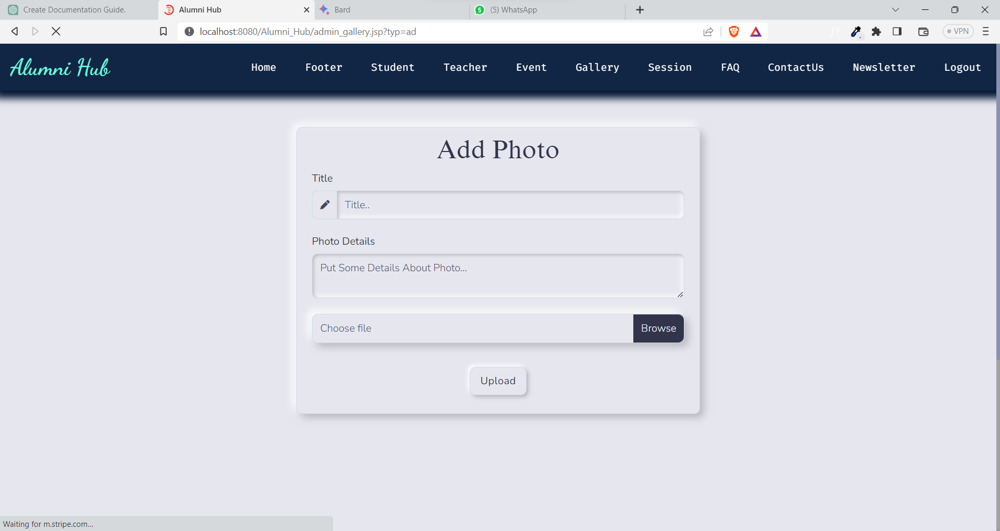 Create Documentation Guide.
Alumni Hub
Bard
5 (5) WhatsApp
localhost:8080/Alumni_Hub/admin_gallery.jsp?typ=ad
VPN
Alumni Hub
Home Footer Student Teacher Event Gallery Session FAQ ContactUs Newsletter Logout
Add Photo
Title
Title..
Photo Details
Put Some Details About Photo...
Choose file Browse
Upload
Waiting for m.stripe.com...